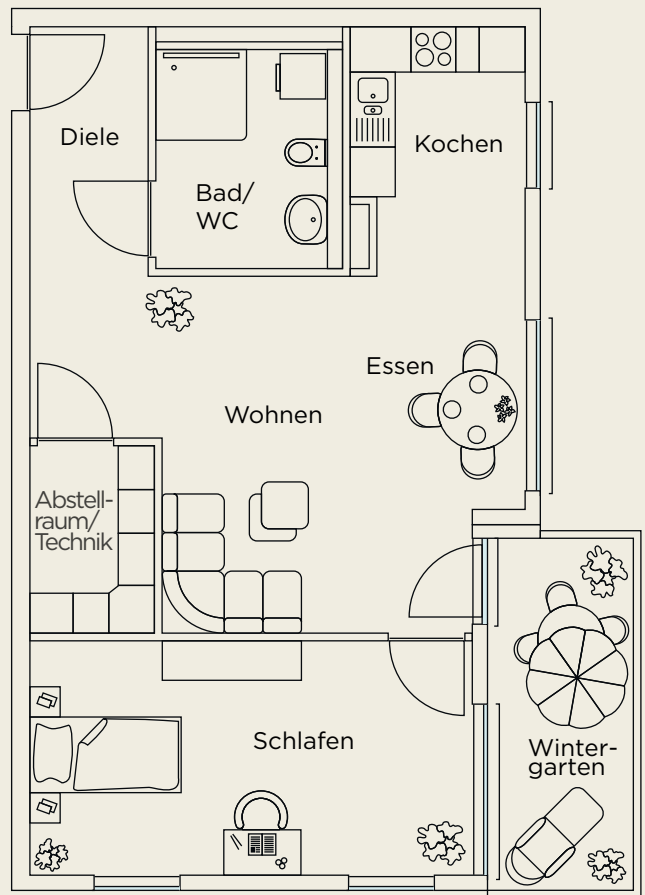 Diele
Kochen
Bad/
WC
Essen
Wohnen
Abstell-
raum/
Technik
Schlafen
Winter-
garten